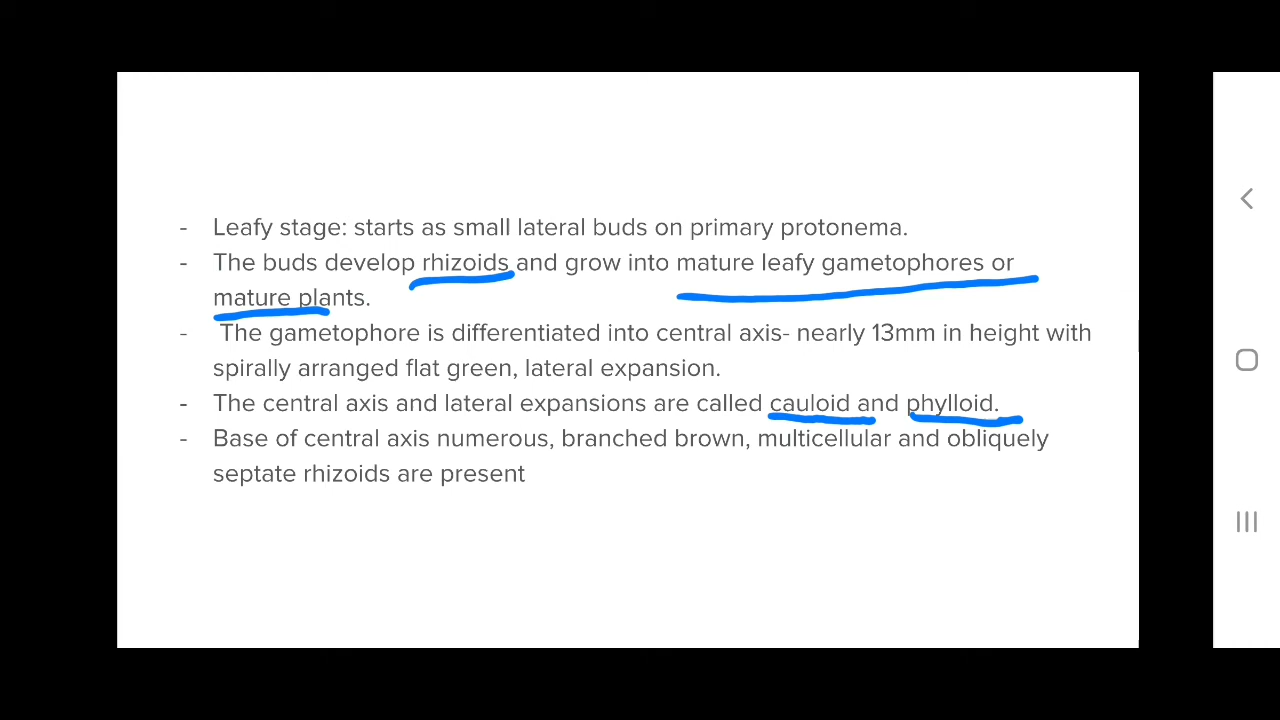 - Leafy stage: starts as small lateral buds on primary protonema.
- The buds develop rhizoids and grow into mature leafy gametophores or
mature plants.
- The gametophore is differentiated into central axis- nearly 13mm in height with
spirally arranged flat green, lateral expansion.
- The central axis and lateral expansions are called cauloid and phylloid.
- Base of central axis numerous, branched brown, multicellular and obliquely
septate rhizoids are present